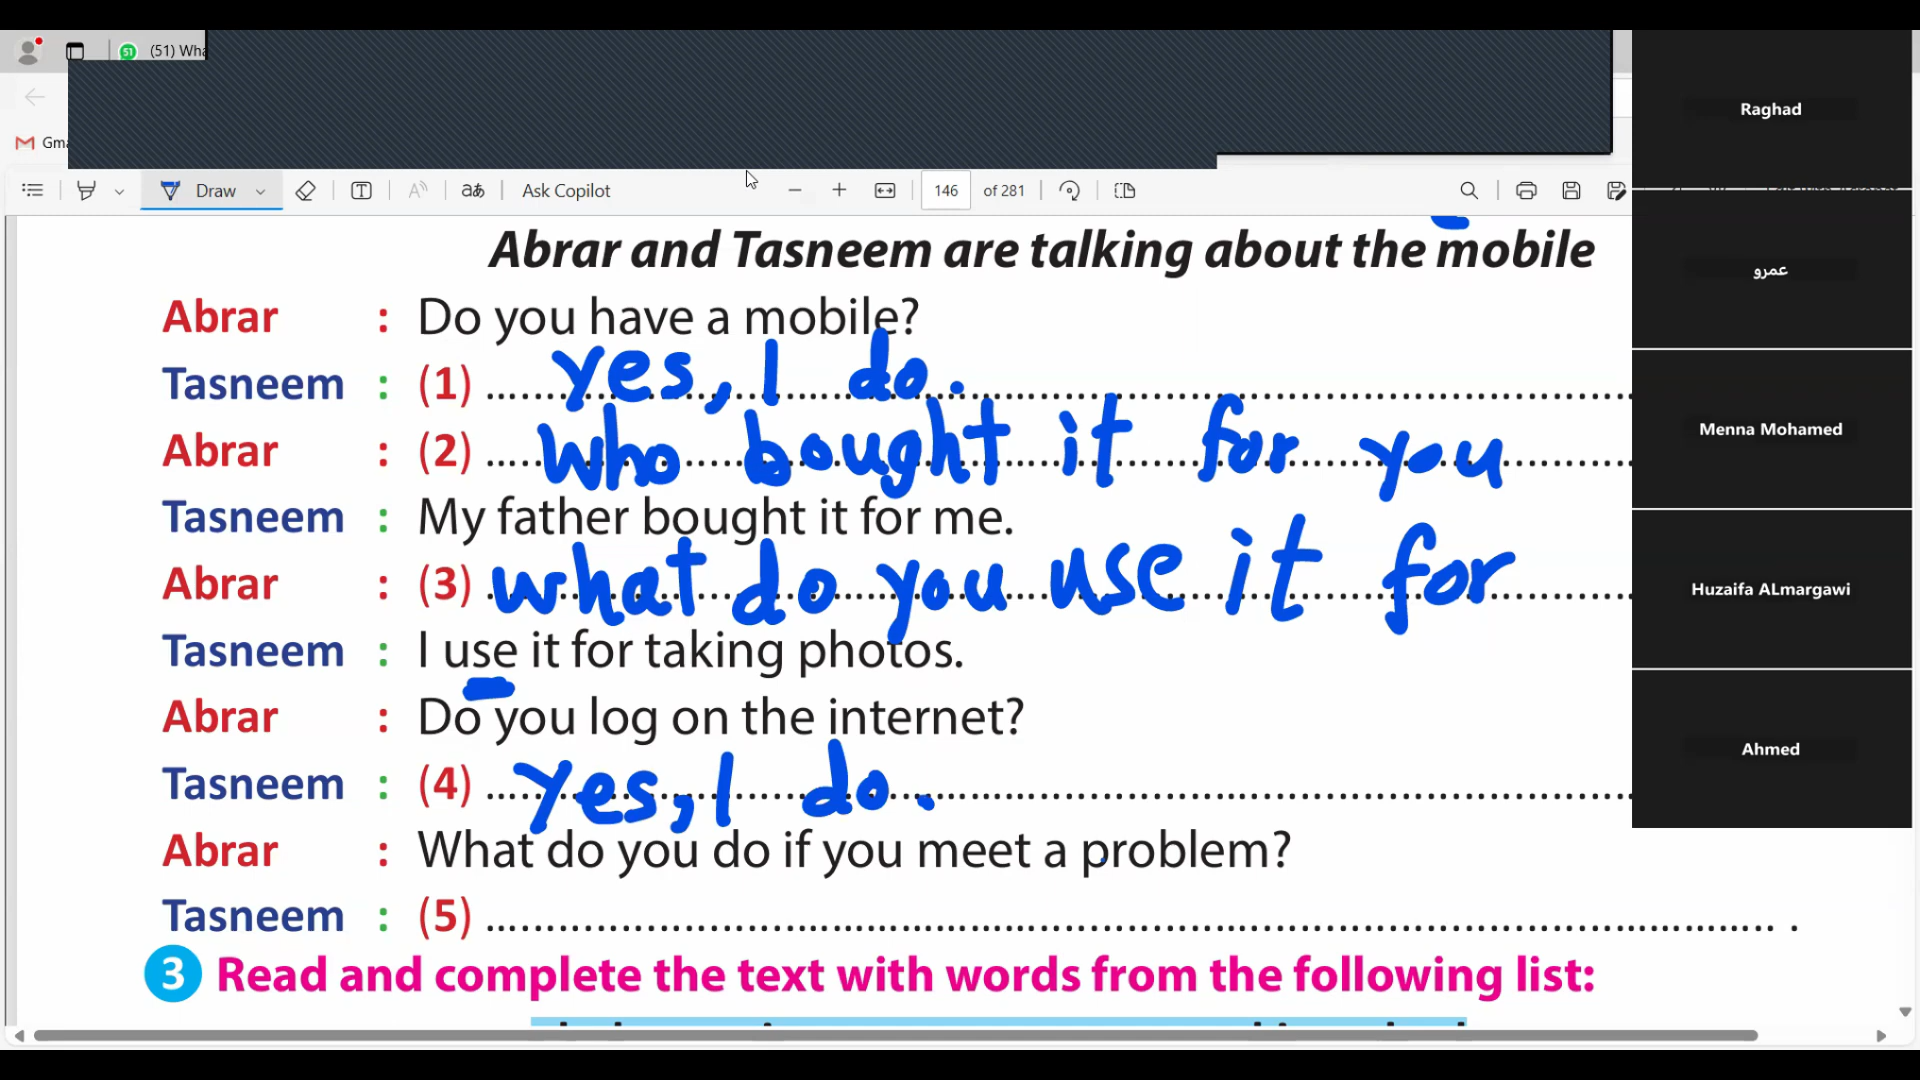 (51) Wha
Gma
Draw
Ask Copilot
146 of 281
Abrar and Tasneem are talking about the mobile
Abrar : Do you have a mobile?
Tasneem : (1) yes, I do.
Abrar : (2) who bought it for you
Tasneem : My father bought it for me.
Abrar : (3) what do you use it for
Tasneem : I use it for taking photos.
Abrar : Do you log on the internet?
Tasneem : (4) yes, I do.
Abrar : What do you do if you meet a problem?
Tasneem : (5) .
3 Read and complete the text with words from the following list:
Raghad
عمرو
Menna Mohamed
Huzaifa ALmargawi
Ahmed